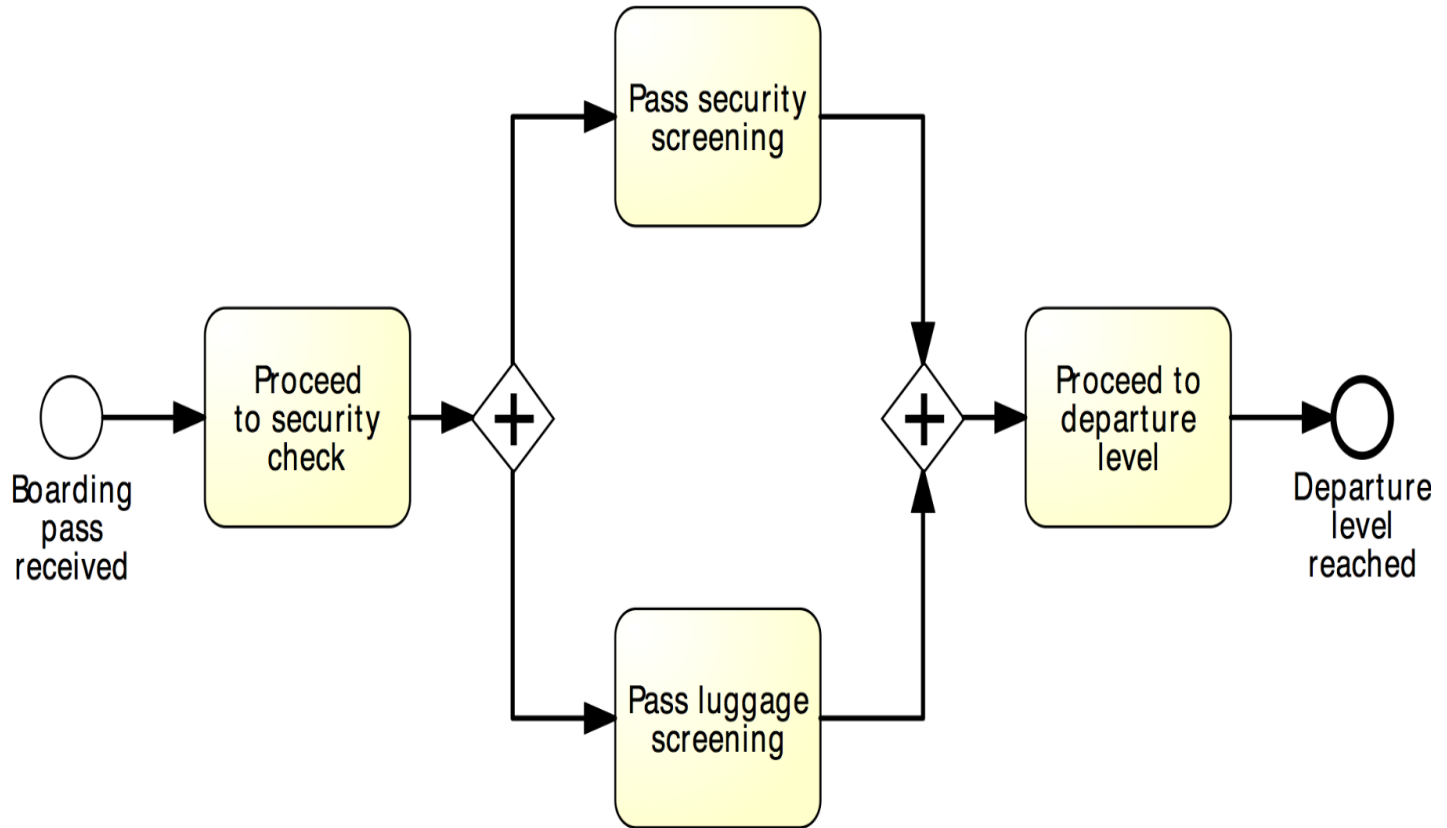 Pass security
screening
Proceed
to security
check
Proceed to
departure
level
Boarding
pass
received
Departure
level
reached
Pass luggage
screening